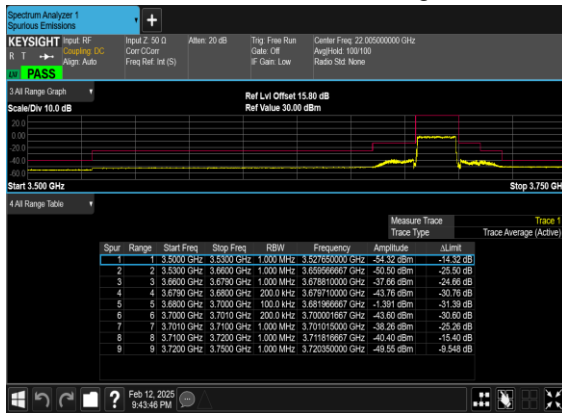 Spectrum Analyzer 1
Spurious Emissions
+
KEYSIGHT Input: RF Input Z: 50 Ω Atten: 20 dB Trig: Free Run Center Freq: 22.005000000 GHz
R T Coupling: DC Corr CCorr Gate: Off Avg|Hold: 100/100
Align: Auto Freq Ref: Int (S) IF Gain: Low Radio Std: None
PASS
3 All Range Graph
Ref Lvl Offset 15.80 dB
Scale/Div 10.0 dB Ref Value 30.00 dBm
20.0
0.00
-20.0
-40.0
-60.0
Start 3.500 GHz Stop 3.750 GH
4 All Range Table
Measure Trace Trace 1
Trace Type Trace Average (Active)
Spur Range Start Freq Stop Freq RBW Frequency Amplitude ΔLimit
1 1 3.5000 GHz 3.5300 GHz 1.000 MHz 3.527650000 GHz -54.32 dBm -14.32 dB
2 2 3.5300 GHz 3.6600 GHz 1.000 MHz 3.659566667 GHz -50.50 dBm -25.50 dB
3 3 3.6600 GHz 3.6790 GHz 1.000 MHz 3.678810000 GHz -37.66 dBm -24.66 dB
4 4 3.6790 GHz 3.6800 GHz 200.0 kHz 3.679710000 GHz -43.76 dBm -30.76 dB
5 5 3.6800 GHz 3.7000 GHz 100.0 kHz 3.681966667 GHz -1.391 dBm -31.39 dB
6 6 3.7000 GHz 3.7010 GHz 200.0 kHz 3.700001667 GHz -43.60 dBm -30.60 dB
7 7 3.7010 GHz 3.7100 GHz 1.000 MHz 3.701015000 GHz -38.26 dBm -25.26 dB
8 8 3.7100 GHz 3.7200 GHz 1.000 MHz 3.711816667 GHz -40.40 dBm -15.40 dB
9 9 3.7200 GHz 3.7500 GHz 1.000 MHz 3.720350000 GHz -49.55 dBm -9.548 dB
? Feb 12, 2025
9:43:46 PM